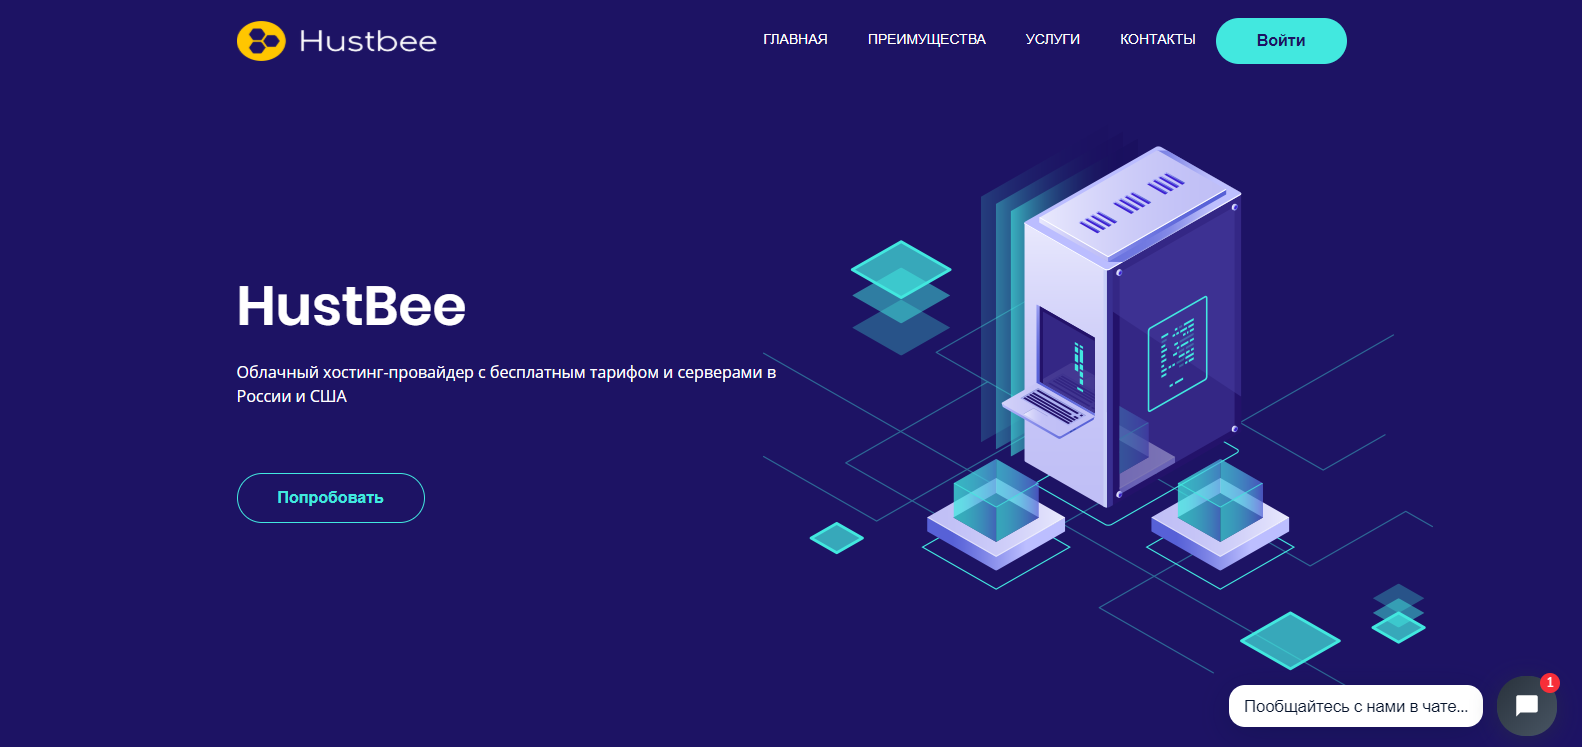 Hustbee
ГЛАВНАЯ
ПРЕИМУЩЕСТВА
УСЛУГИ
КОНТАКТЫ
Войти
HustBee
Облачный хостинг-провайдер с бесплатным тарифом и серверами в
России и США
Попробовать
Пообщайтесь с нами в чате...
1